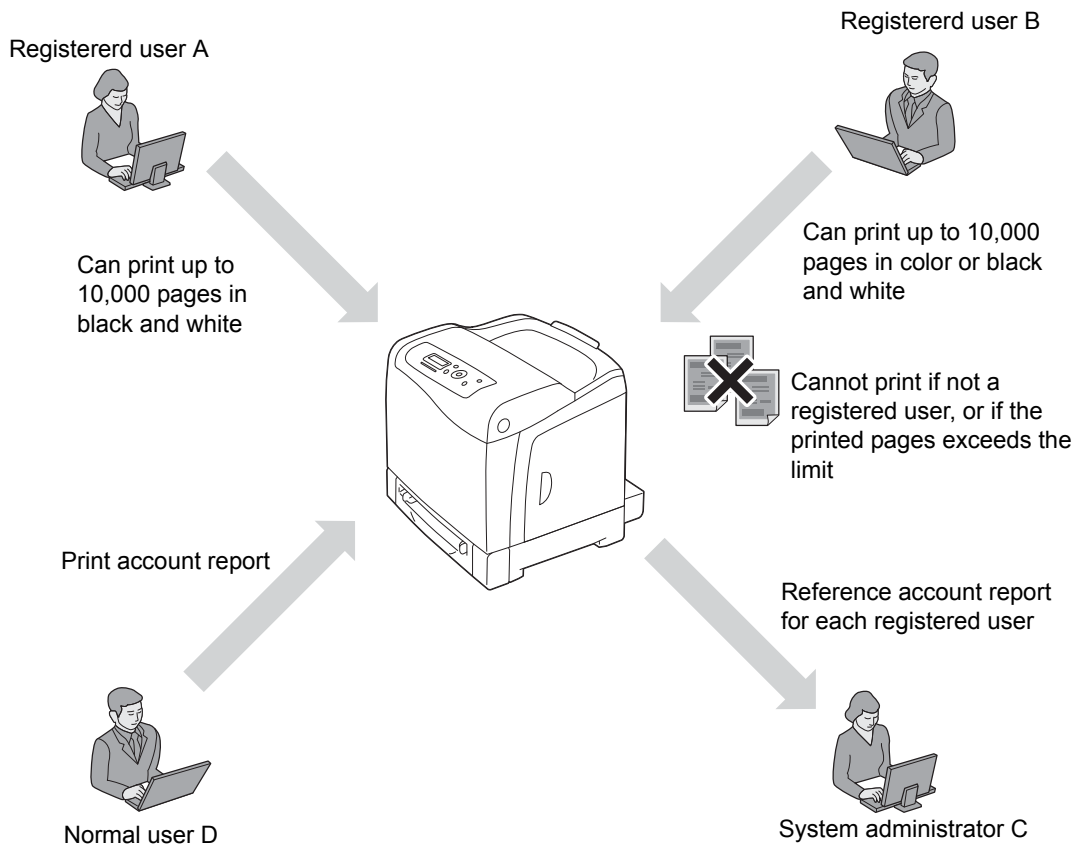 Registererd user A
Registererd user B
Can print up to
10,000 pages in
black and white
Can print up to 10,000
pages in color or black
and white
Cannot print if not a
registered user, or if the
printed pages exceeds the
limit
Print account report
Reference account report
for each registered user
Normal user D
System administrator C